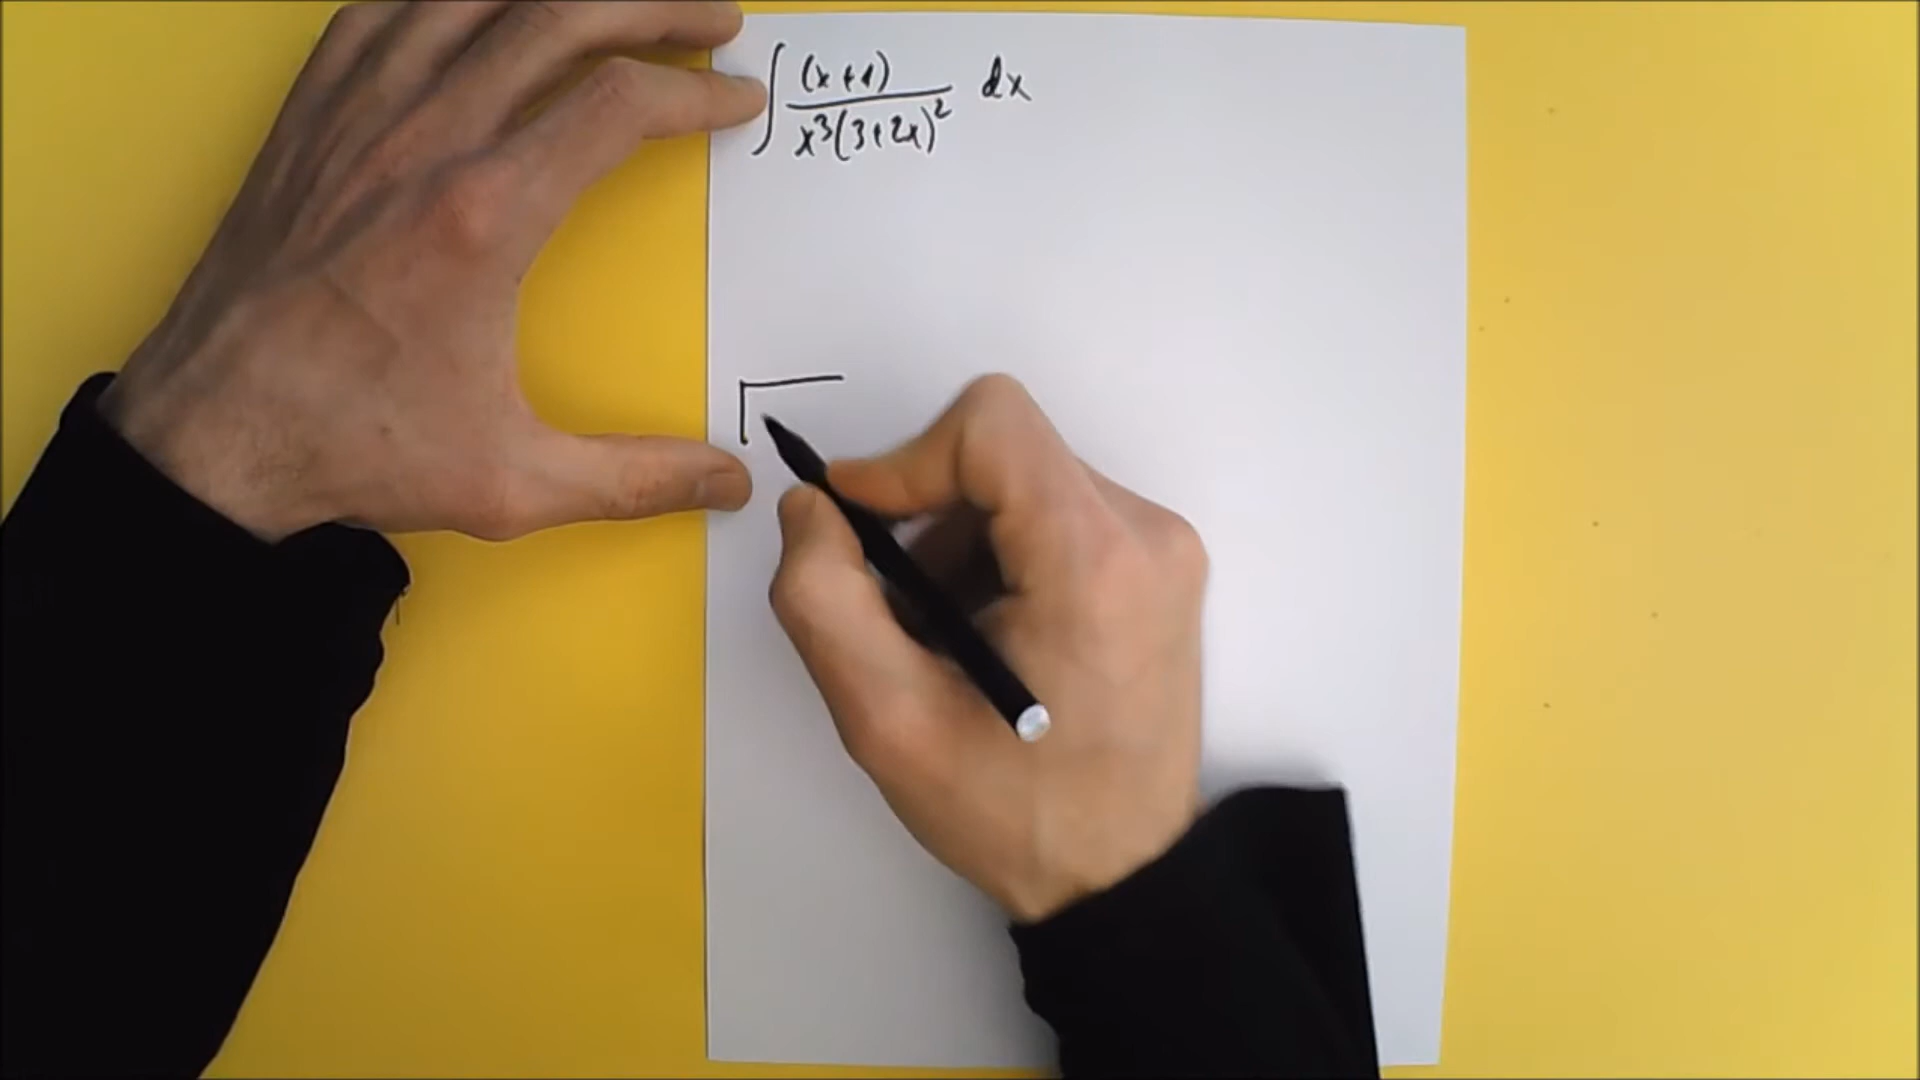 ∫ (x+1) / x³(3+2x)² dx